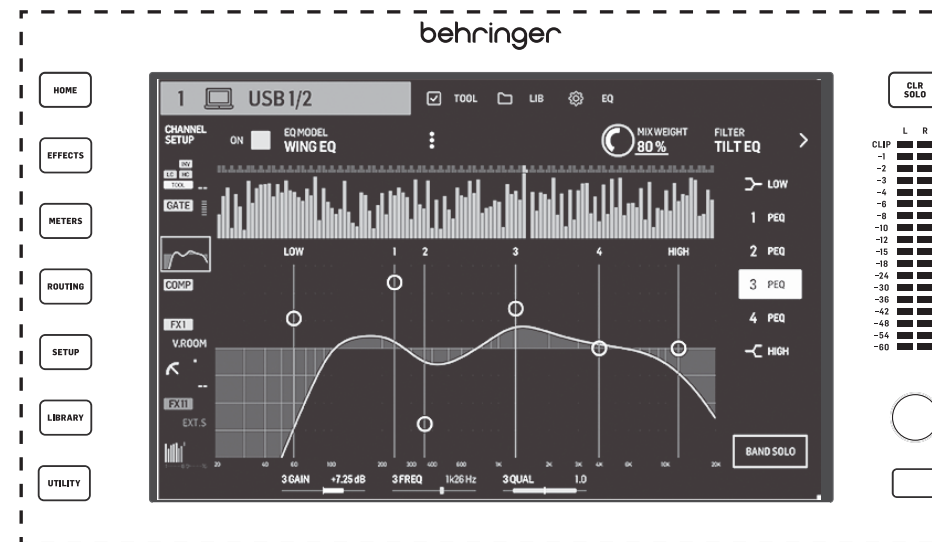 behringer
HOME
EFFECTS
METERS
ROUTING
SETUP
LIBRARY
UTILITY
1 USB 1/2
TOOL LIB EQ
CHANNEL SETUP
ON EQ MODEL WING EQ
MIX WEIGHT 80 %
FILTER TILT EQ
INV
LC HC
TOOL --
GATE
COMP
FX1
V.ROOM
--
FX11
EXT.S
LOW 1 2 3 4 HIGH
20 40 60 100 200 300 400 600 1K 2K 3K 4K 6K 10K 20K
3 GAIN +7.25 dB 3 FREQ 1k26 Hz 3 QUAL 1.0
LOW
1 PEQ
2 PEQ
3 PEQ
4 PEQ
HIGH
BAND SOLO
CLR SOLO
L R
CLIP
-1
-2
-3
-4
-6
-8
-10
-12
-15
-18
-24
-30
-36
-42
-48
-54
-60